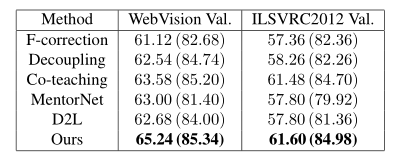 Method WebVision Val. ILSVRC2012 Val.
F-correction 61.12 (82.68) 57.36 (82.36)
Decoupling 62.54 (84.74) 58.26 (82.26)
Co-teaching 63.58 (85.20) 61.48 (84.70)
MentorNet 63.00 (81.40) 57.80 (79.92)
D2L 62.68 (84.00) 57.80 (81.36)
Ours 65.24 (85.34) 61.60 (84.98)